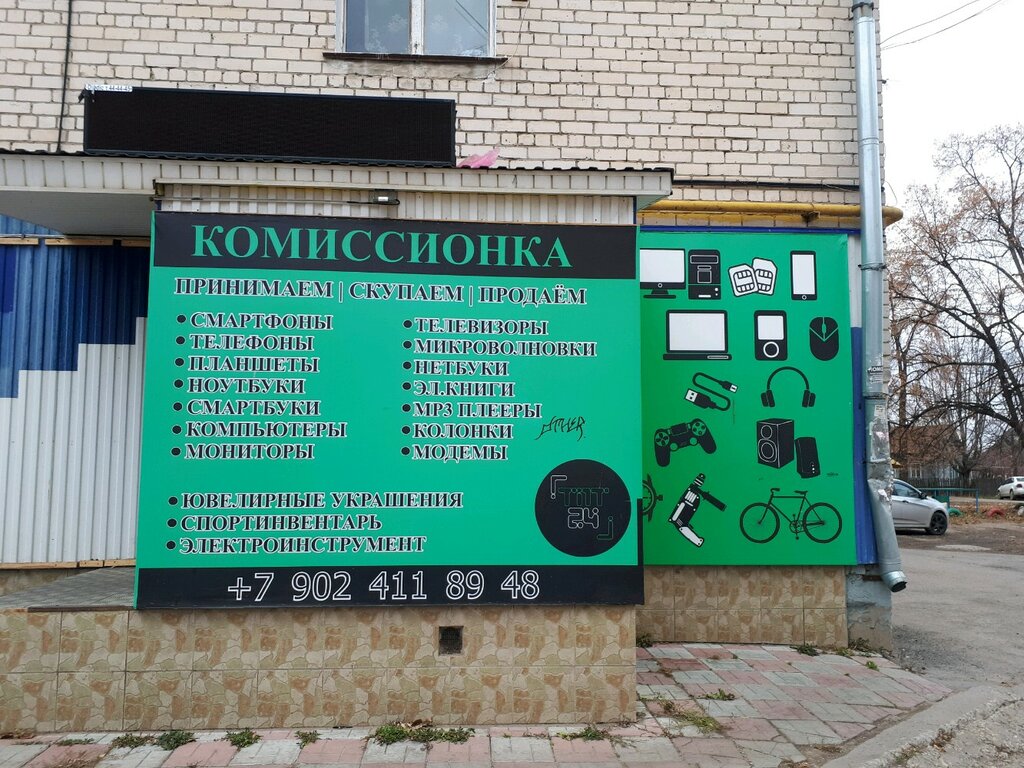 КОМИССИОНКА
ПРИНИМАЕМ | СКУПАЕМ | ПРОДАЁМ
• СМАРТФОНЫ
• ТЕЛЕФОНЫ
• ПЛАНШЕТЫ
• НОУТБУКИ
• СМАРТБУКИ
• КОМПЬЮТЕРЫ
• МОНИТОРЫ
• ТЕЛЕВИЗОРЫ
• МИКРОВОЛНОВКИ
• НЕТБУКИ
• ЭЛ.КНИГИ
• MP3 ПЛЕЕРЫ
• КОЛОНКИ
• МОДЕМЫ
• ЮВЕЛИРНЫЕ УКРАШЕНИЯ
• СПОРТИНВЕНТАРЬ
• ЭЛЕКТРОИНСТРУМЕНТ
+7 902 411 89 48